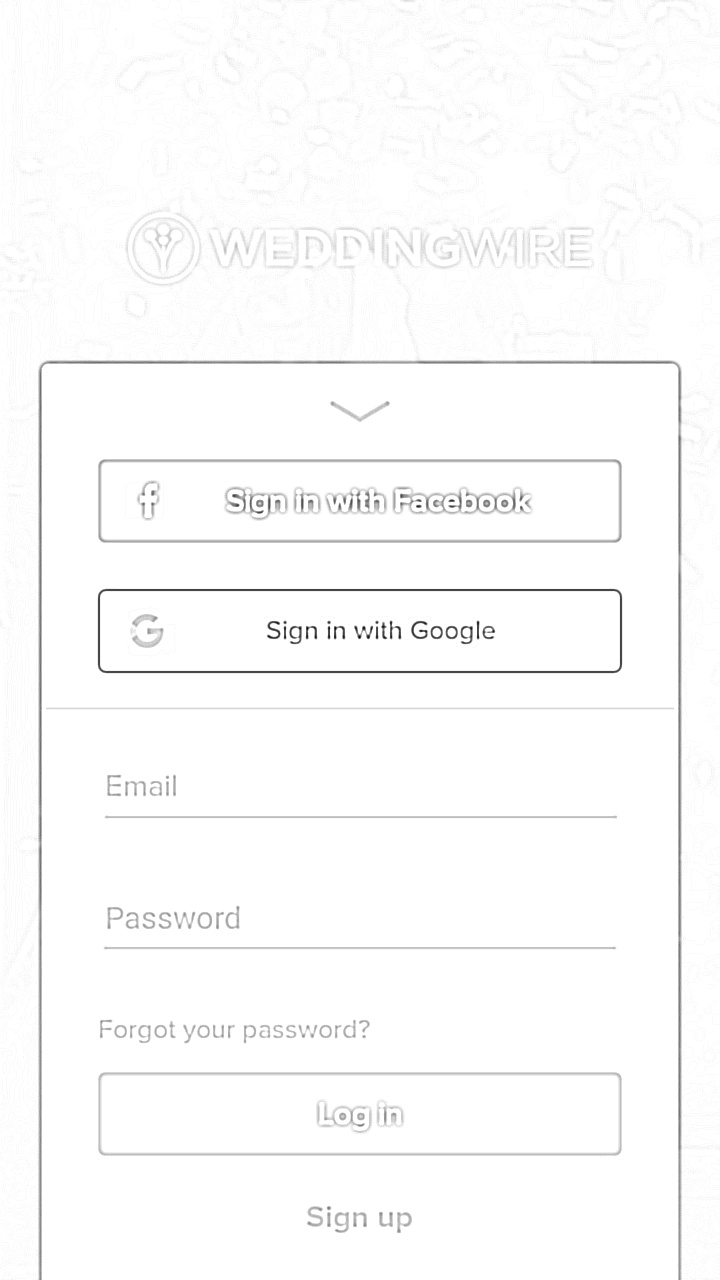 WEDDINGWIRE
Sign in with Facebook
Sign in with Google
Email
Password
Forgot your password?
Log in
Sign up